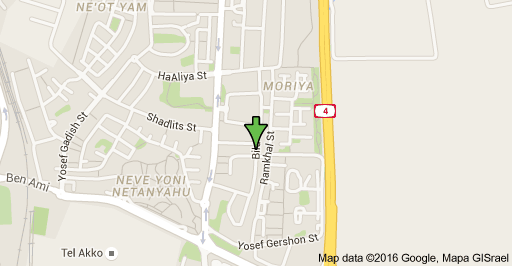 NE'OT YAM
HaAliya St
MORIYA
4
Shadlits St
Yosef Gadish St
Ramkhal St
Ben Ami
NEVE YONI
NETANYAHU
Yosef Gershon St
Tel Akko
Map data ©2016 Google, Mapa GISrael